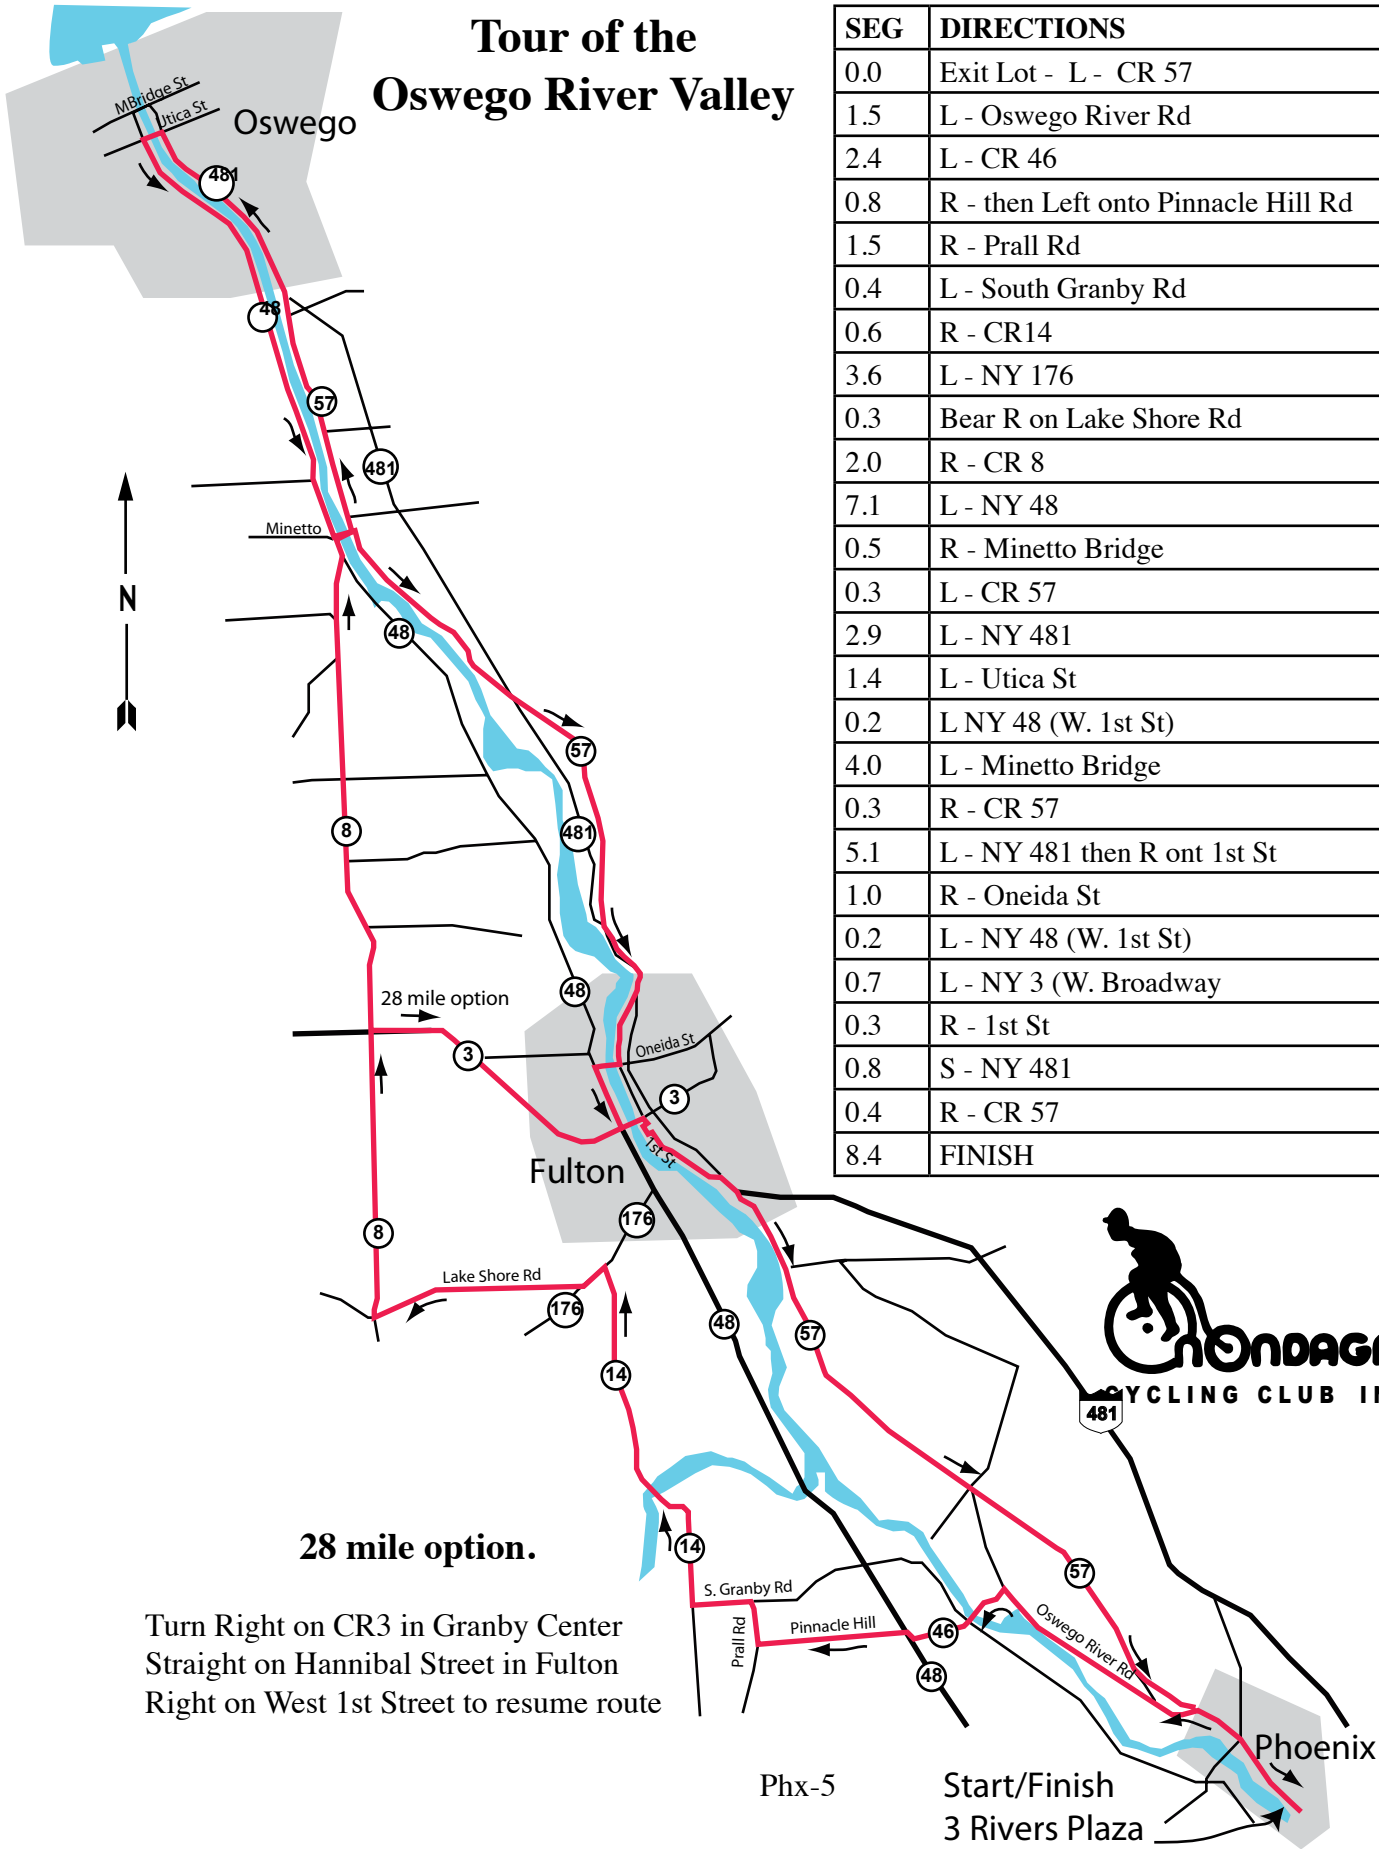 Tour of the
Oswego River Valley
SEG DIRECTIONS
0.0 Exit Lot - L - CR 57
1.5 L - Oswego River Rd
2.4 L - CR 46
0.8 R - then Left onto Pinnacle Hill Rd
1.5 R - Prall Rd
0.4 L - South Granby Rd
0.6 R - CR14
3.6 L - NY 176
0.3 Bear R on Lake Shore Rd
2.0 R - CR 8
7.1 L - NY 48
0.5 R - Minetto Bridge
0.3 L - CR 57
2.9 L - NY 481
1.4 L - Utica St
0.2 L NY 48 (W. 1st St)
4.0 L - Minetto Bridge
0.3 R - CR 57
5.1 L - NY 481 then R ont 1st St
1.0 R - Oneida St
0.2 L - NY 48 (W. 1st St)
0.7 L - NY 3 (W. Broadway
0.3 R - 1st St
0.8 S - NY 481
0.4 R - CR 57
8.4 FINISH
MBridge St
Utica St
Oswego
481
48
57
481
Minetto
N
48
57
8
481
48
28 mile option
3
Oneida St
3
1st St
Fulton
176
8
Lake Shore Rd
176
48
57
14
ONONDAGA
CYCLING CLUB IN
481
28 mile option.
14
57
S. Granby Rd
Prall Rd
Pinnacle Hill
46
Oswego River Rd
48
Turn Right on CR3 in Granby Center
Straight on Hannibal Street in Fulton
Right on West 1st Street to resume route
Phoenix
Phx-5
Start/Finish
3 Rivers Plaza